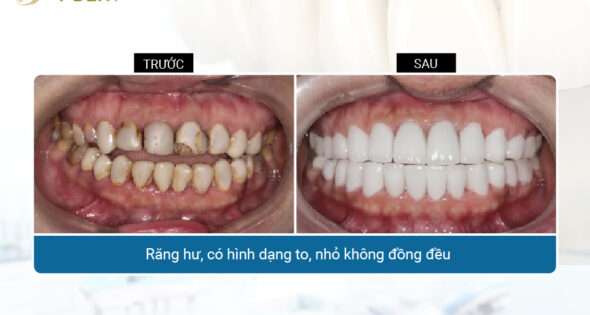 TRƯỚC
SAU
Răng hư, có hình dạng to, nhỏ không đồng đều